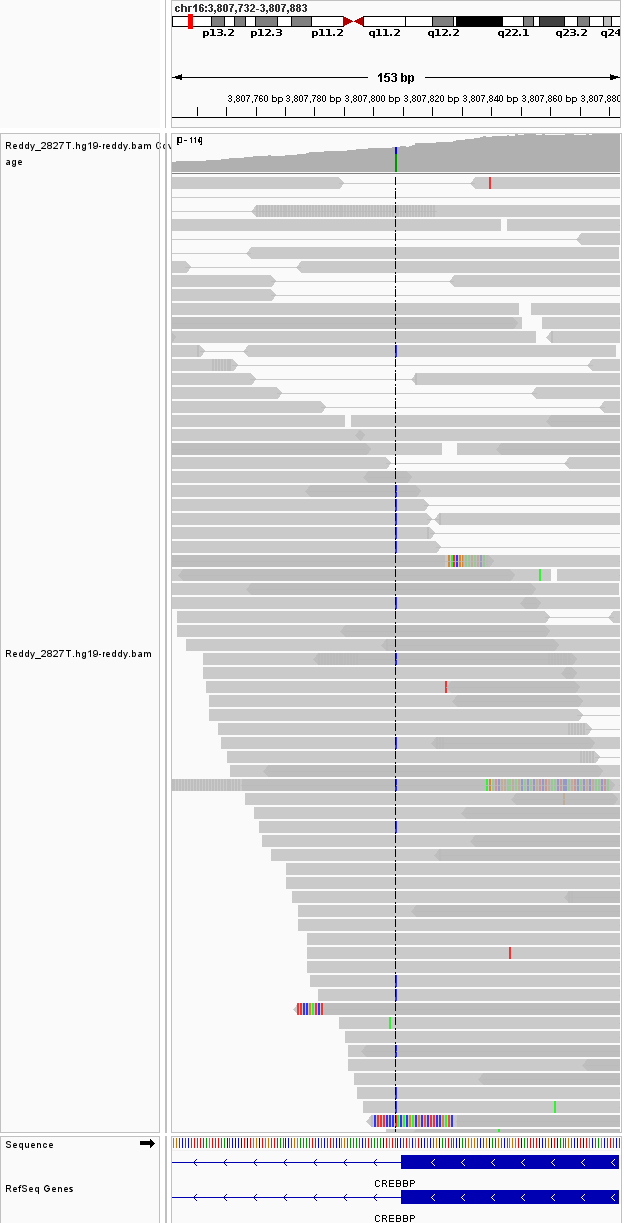 chr16:3,807,732-3,807,883
p13.2 p12.3 p11.2 q11.2 q12.2 q22.1 q23.2 q24
153 bp
3,807,760 bp 3,807,780 bp 3,807,800 bp 3,807,820 bp 3,807,840 bp 3,807,860 bp 3,807,880
Reddy_2827T.hg19-reddy.bam Cov
age
Reddy_2827T.hg19-reddy.bam
Sequence
RefSeq Genes
CREBBP
CREBBP